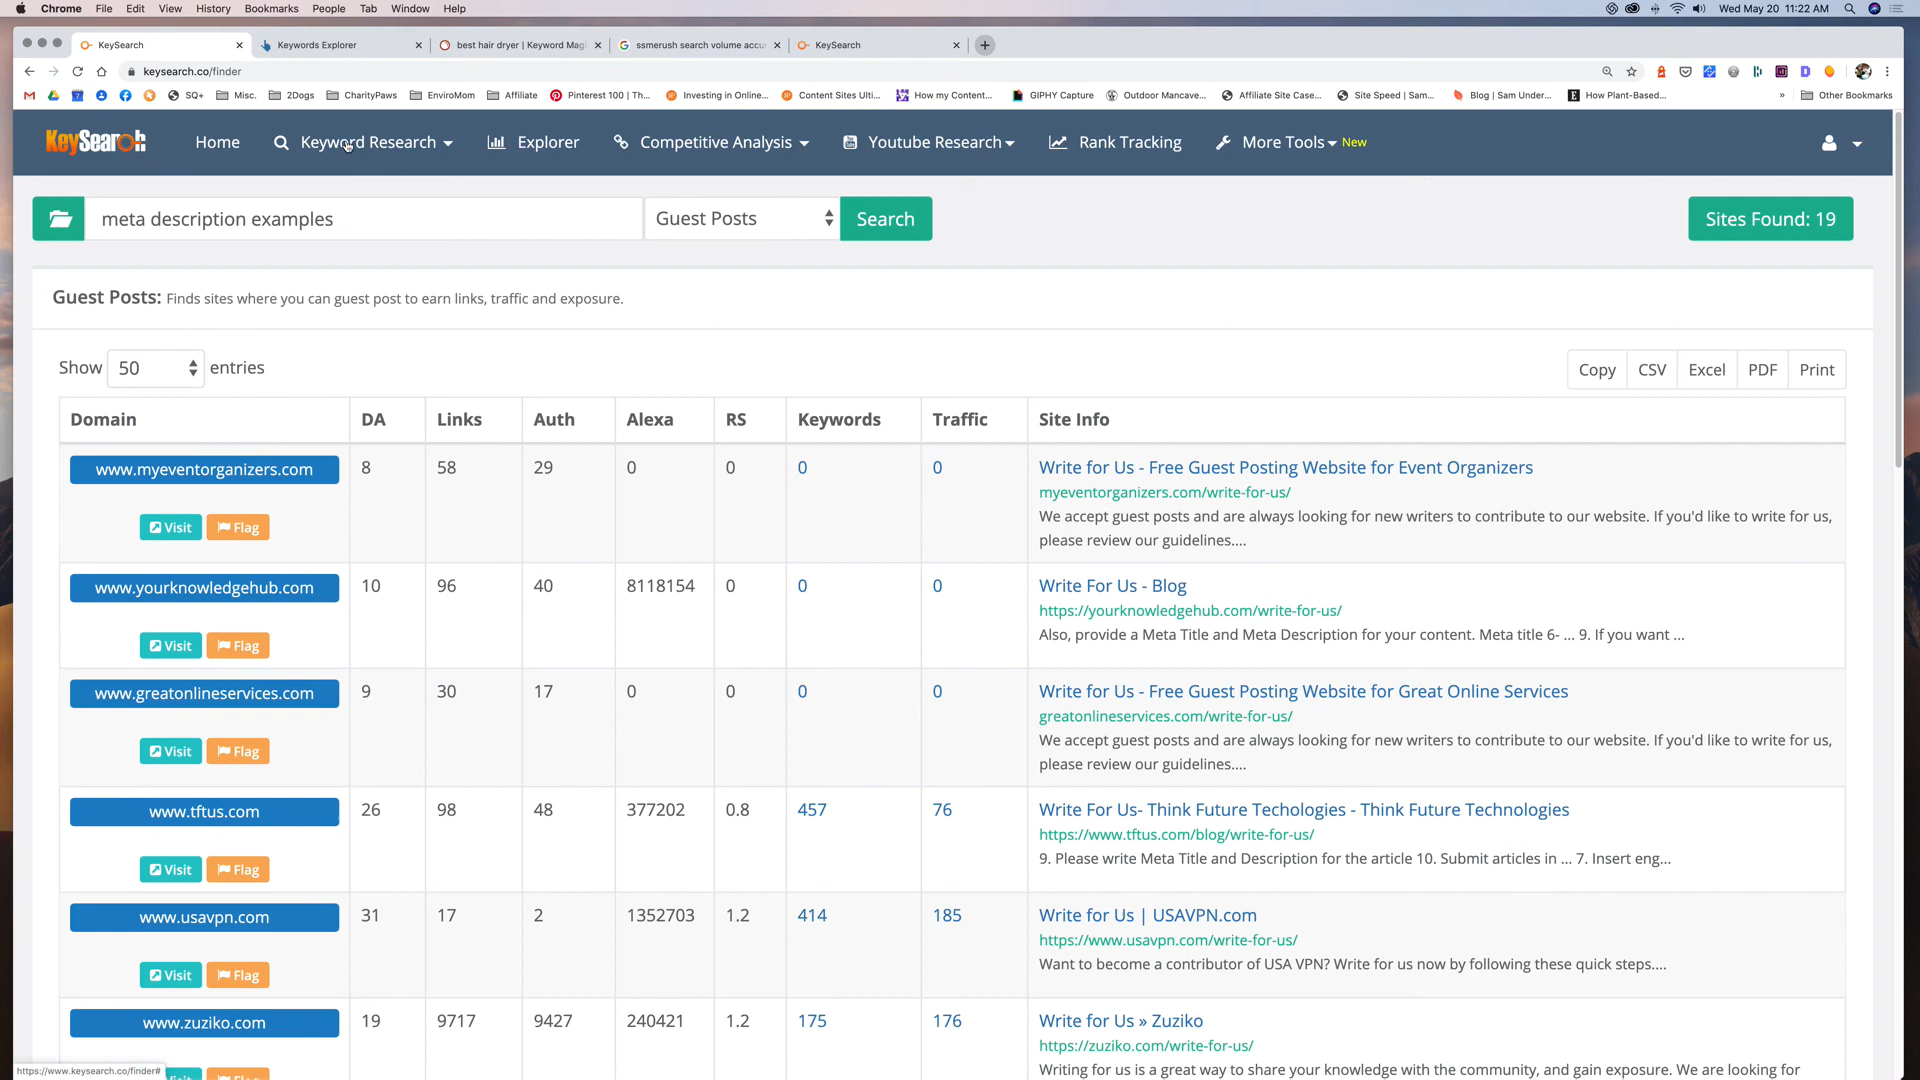 Chrome File Edit View History Bookmarks People Tab Window Help Wed May 20 11:22 AM
KeySearch Keywords Explorer best hair dryer | Keyword Mag ssmerush search volume accu KeySearch
keysearch.co/finder
SQ+ Misc. 2Dogs CharityPaws EnviroMom Affiliate Pinterest 100 | Th... Investing in Online... Content Sites Ulti... How my Content... GIPHY Capture Outdoor Mancave... Affiliate Site Case... Site Speed | Sam... Blog | Sam Under... How Plant-Based... » Other Bookmarks
KeySearch Home Keyword Research Explorer Competitive Analysis Youtube Research Rank Tracking More Tools New
meta description examples Guest Posts Search Sites Found: 19
Guest Posts: Finds sites where you can guest post to earn links, traffic and exposure.
Show 50 entries Copy CSV Excel PDF Print
Domain DA Links Auth Alexa RS Keywords Traffic Site Info
www.myeventorganizers.com 8 58 29 0 0 0 0 Write for Us - Free Guest Posting Website for Event Organizers
myeventorganizers.com/write-for-us/
We accept guest posts and are always looking for new writers to contribute to our website. If you'd like to write for us,
Visit Flag please review our guidelines....
www.yourknowledgehub.com 10 96 40 8118154 0 0 0 Write For Us - Blog
https://yourknowledgehub.com/write-for-us/
Visit Flag Also, provide a Meta Title and Meta Description for your content. Meta title 6- ... 9. If you want ...
www.greatonlineservices.com 9 30 17 0 0 0 0 Write for Us - Free Guest Posting Website for Great Online Services
greatonlineservices.com/write-for-us/
We accept guest posts and are always looking for new writers to contribute to our website. If you'd like to write for us,
Visit Flag please review our guidelines....
www.tftus.com 26 98 48 377202 0.8 457 76 Write For Us- Think Future Techologies - Think Future Technologies
https://www.tftus.com/blog/write-for-us/
Visit Flag 9. Please write Meta Title and Description for the article 10. Submit articles in ... 7. Insert eng...
www.usavpn.com 31 17 2 1352703 1.2 414 185 Write for Us | USAVPN.com
https://www.usavpn.com/write-for-us/
Visit Flag Want to become a contributor of USA VPN? Write for us now by following these quick steps....
www.zuziko.com 19 9717 9427 240421 1.2 175 176 Write for Us » Zuziko
https://zuziko.com/write-for-us/
Writing for us is a great way to share your knowledge with the community, and gain exposure. We are looking for
https://www.keysearch.co/finder#